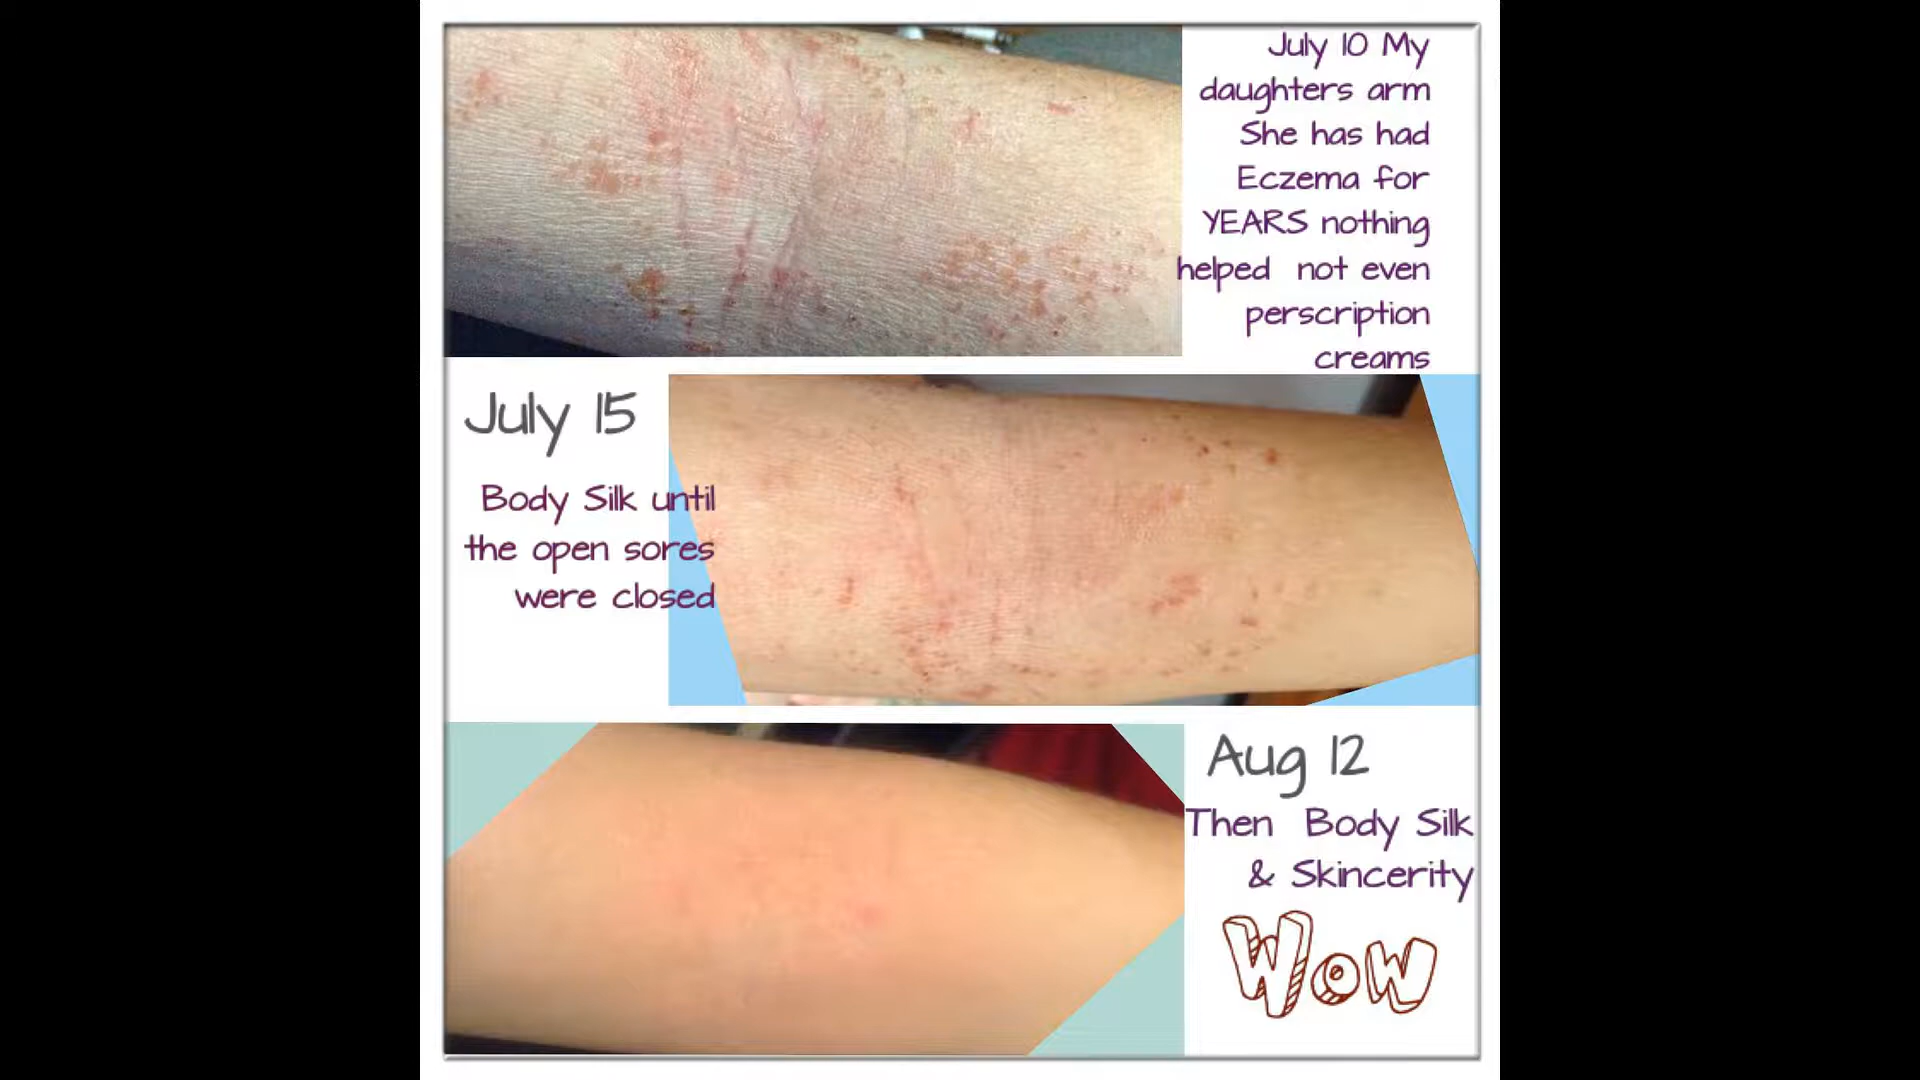 July 10 My
daughters arm
She has had
Eczema for
YEARS nothing
helped not even
perscription
creams
July 15
Body Silk until
the open sores
were closed
Aug 12
Then Body Silk
& Skincerity
WOW